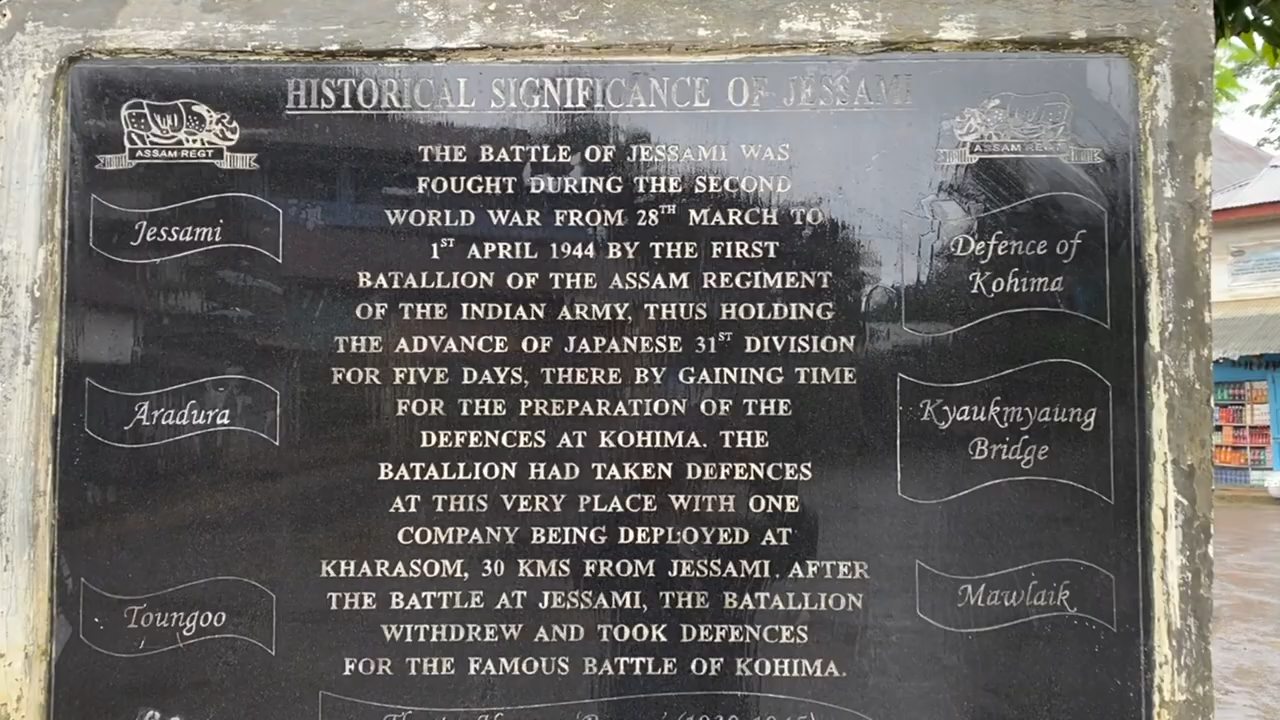 HISTORICAL SIGNIFICANCE OF JESSAMI
ASSAM REGT
ASSAM REGT
THE BATTLE OF JESSAMI WAS
FOUGHT DURING THE SECOND
WORLD WAR FROM 28TH MARCH TO
1ST APRIL 1944 BY THE FIRST
BATALLION OF THE ASSAM REGIMENT
OF THE INDIAN ARMY, THUS HOLDING
THE ADVANCE OF JAPANESE 31ST DIVISION
FOR FIVE DAYS, THERE BY GAINING TIME
FOR THE PREPARATION OF THE
DEFENCES AT KOHIMA. THE
BATALLION HAD TAKEN DEFENCES
AT THIS VERY PLACE WITH ONE
COMPANY BEING DEPLOYED AT
KHARASOM, 30 KMS FROM JESSAMI. AFTER
THE BATTLE AT JESSAMI, THE BATALLION
WITHDREW AND TOOK DEFENCES
FOR THE FAMOUS BATTLE OF KOHIMA.
Jessami
Aradura
Toungoo
Defence of
Kohima
Kyaukmyaung
Bridge
Mawlaik